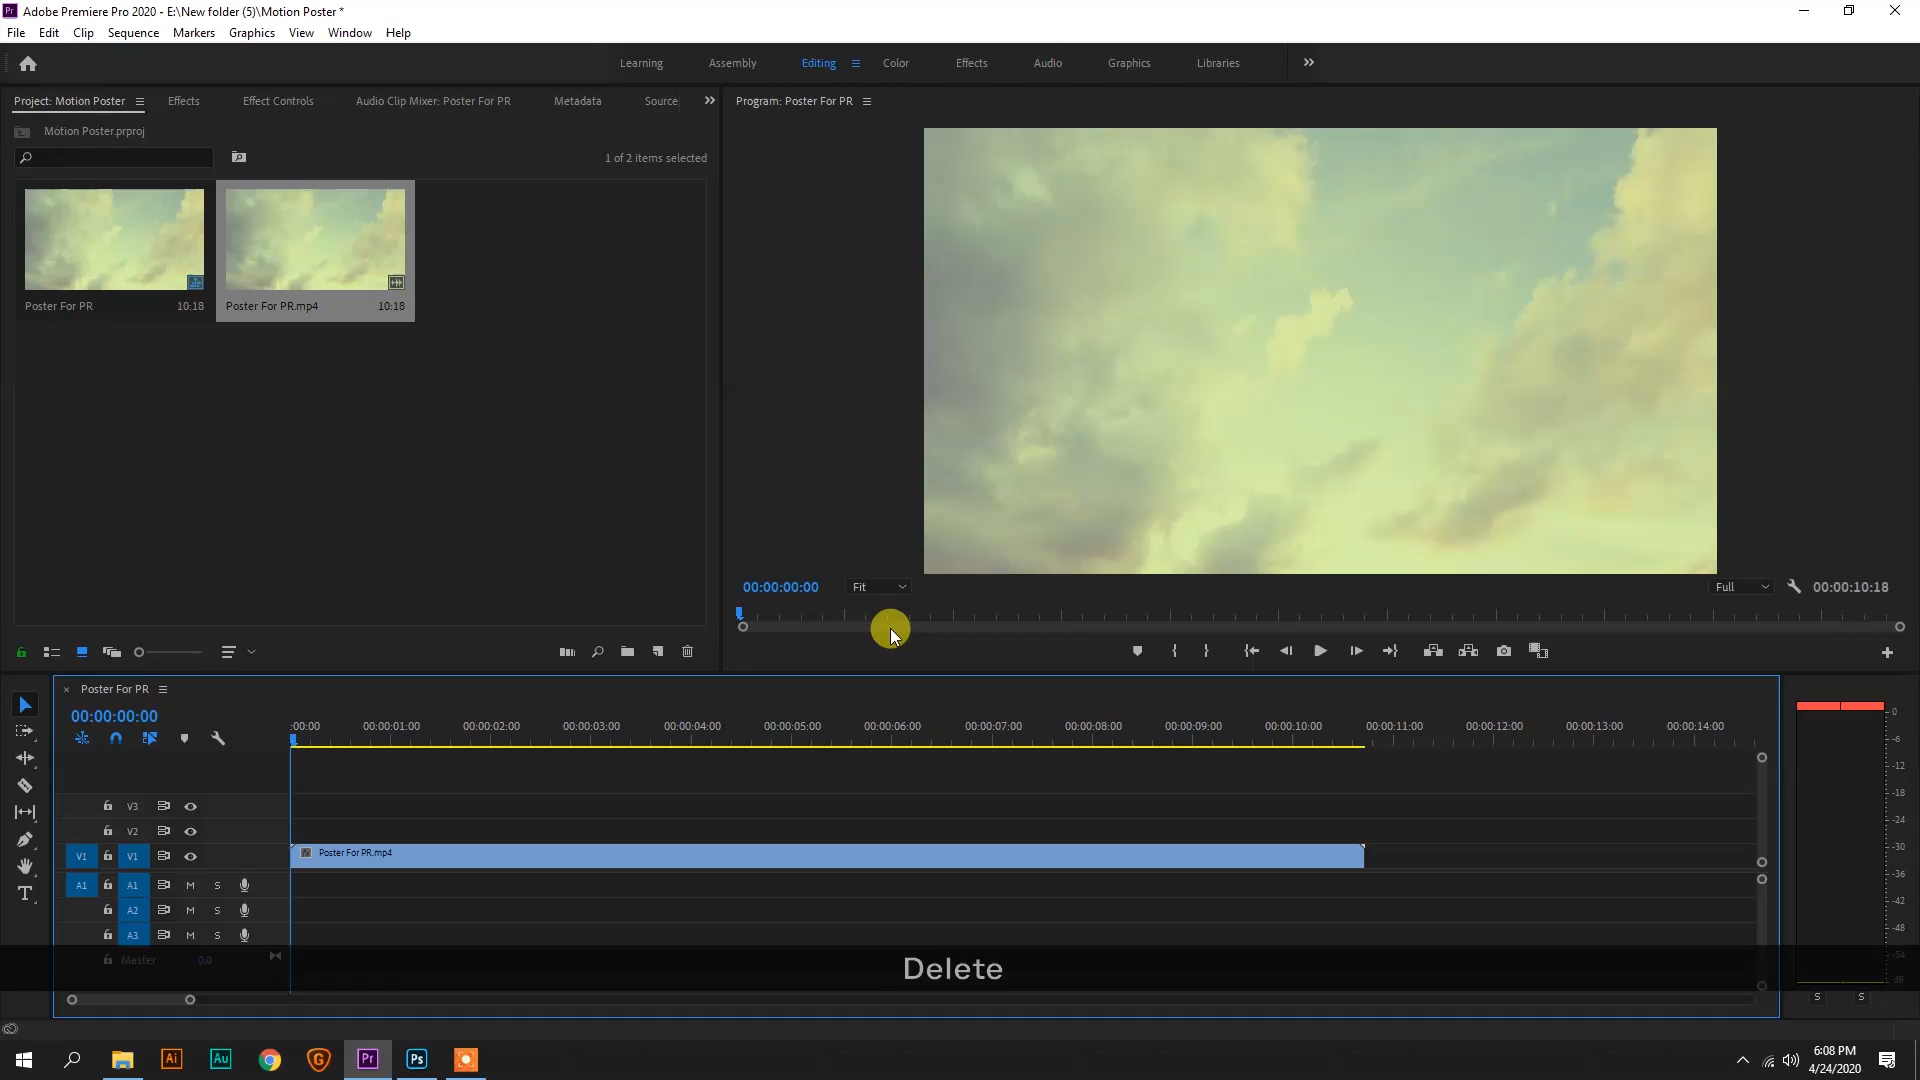 Adobe Premiere Pro 2020 - E:\New folder (5)\Motion Poster *
File Edit Clip Sequence Markers Graphics View Window Help
Learning Assembly Editing Color Effects Audio Graphics Libraries
Project: Motion Poster Effects Effect Controls Audio Clip Mixer: Poster For PR Metadata Source
Program: Poster For PR
Motion Poster.prproj
1 of 2 items selected
Poster For PR 10:18
Poster For PR.mp4 10:18
00:00:00:00 Fit Full 00:00:10:18
Poster For PR
00:00:00:00
:00:00 00:00:01:00 00:00:02:00 00:00:03:00 00:00:04:00 00:00:05:00 00:00:06:00 00:00:07:00 00:00:08:00 00:00:09:00 00:00:10:00 00:00:11:00 00:00:12:00 00:00:13:00 00:00:14:00
V3
V2
V1 V1 Poster For PR.mp4
A1 A1 M S
A2 M S
A3 M S
Master 0.0
0
-6
-12
-18
-24
-30
-36
-42
-48
-54
dB
S S
Delete
Ai Au Pr Ps
6:08 PM
4/24/2020